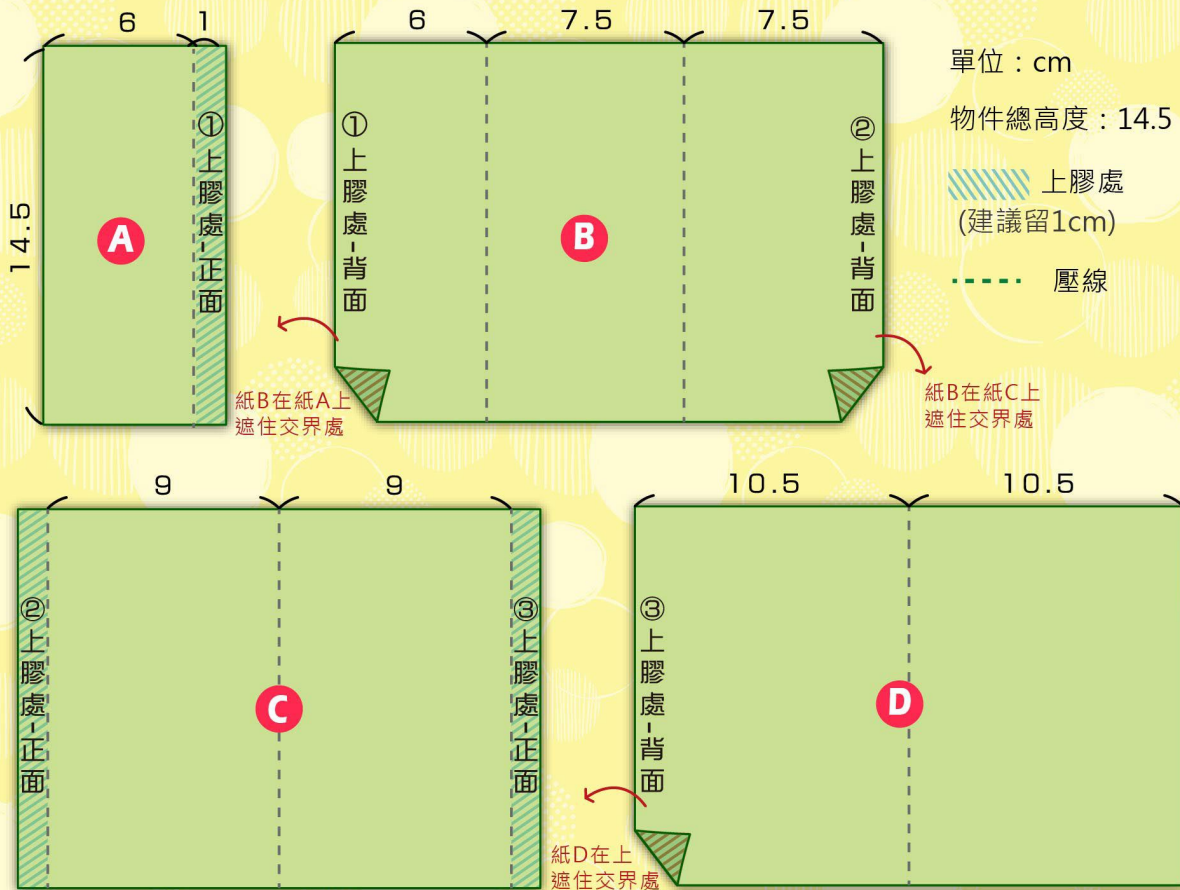 6
1
14.5
①上膠處-正面
A
6
7.5
7.5
①上膠處-背面
B
②上膠處-背面
紙B在紙A上
遮住交界處
紙B在紙C上
遮住交界處
單位：cm
物件總高度：14.5
上膠處
(建議留1cm)
壓線
9
9
②上膠處-正面
C
③上膠處-正面
10.5
10.5
③上膠處-背面
D
紙D在上
遮住交界處